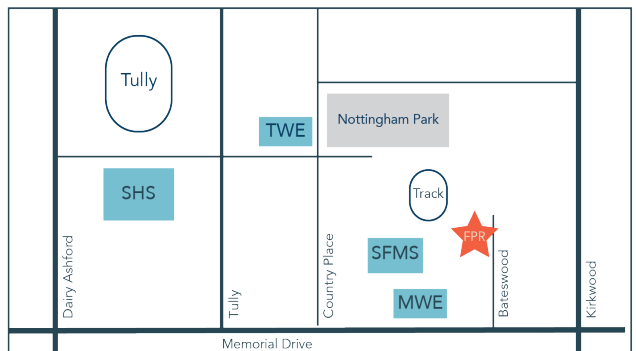 Tully
TWE
Nottingham Park
SHS
Track
FPR
SFMS
MWE
Dairy Ashford
Tully
Country Place
Bateswood
Kirkwood
Memorial Drive